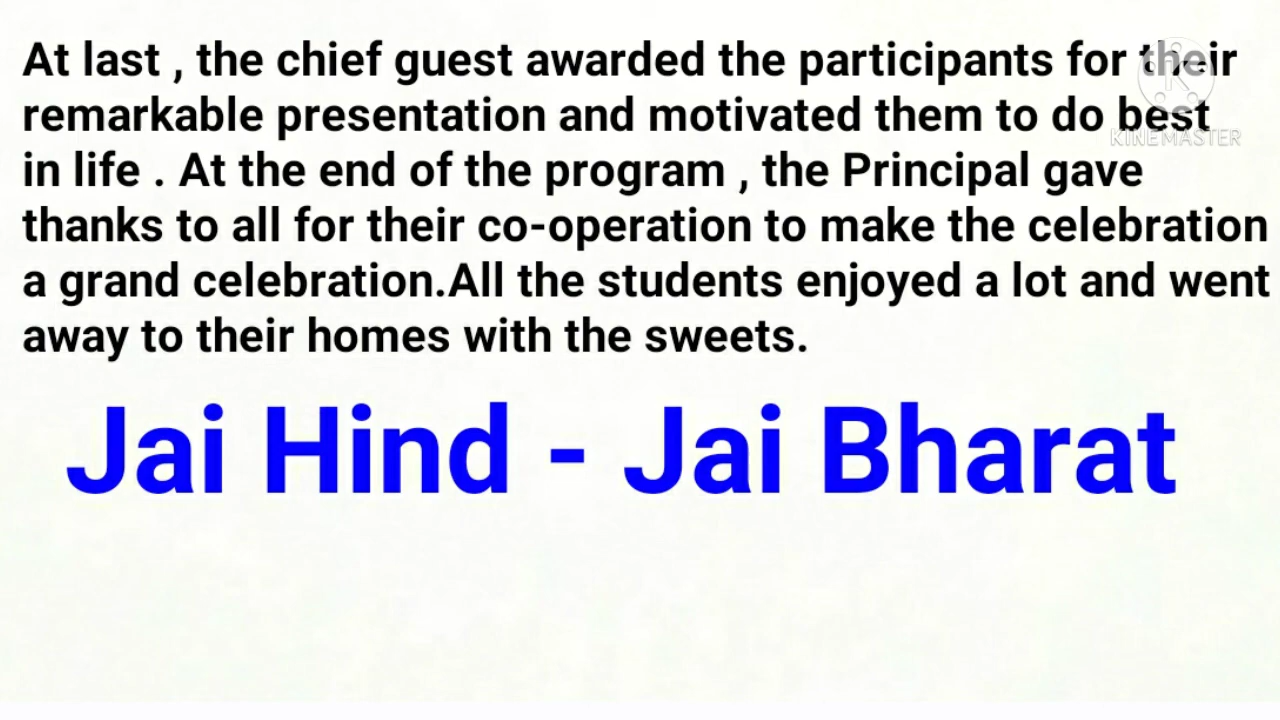 At last , the chief guest awarded the participants for their
remarkable presentation and motivated them to do best
in life . At the end of the program , the Principal gave
thanks to all for their co-operation to make the celebration
a grand celebration.All the students enjoyed a lot and went
away to their homes with the sweets.
Jai Hind - Jai Bharat
K
KINEMASTER